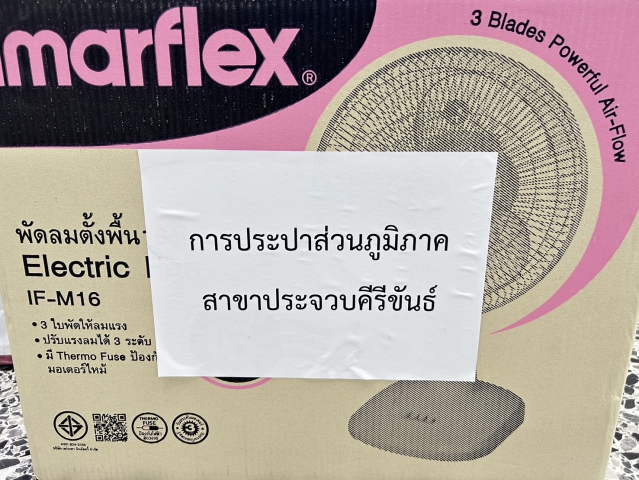 marflex®
3 Blades Powerful Air-Flow
การประปาส่วนภูมิภาค
สาขาประจวบคีรีขันธ์
พัดลมตั้งพื้น
Electric
IF-M16
• 3 ใบพัดให้ลมแรง
• ปรับแรงลมได้ 3 ระดับ
• มี Thermo Fuse ป้องกั
มอเตอร์ไหม้
THERMO
FUSE
3